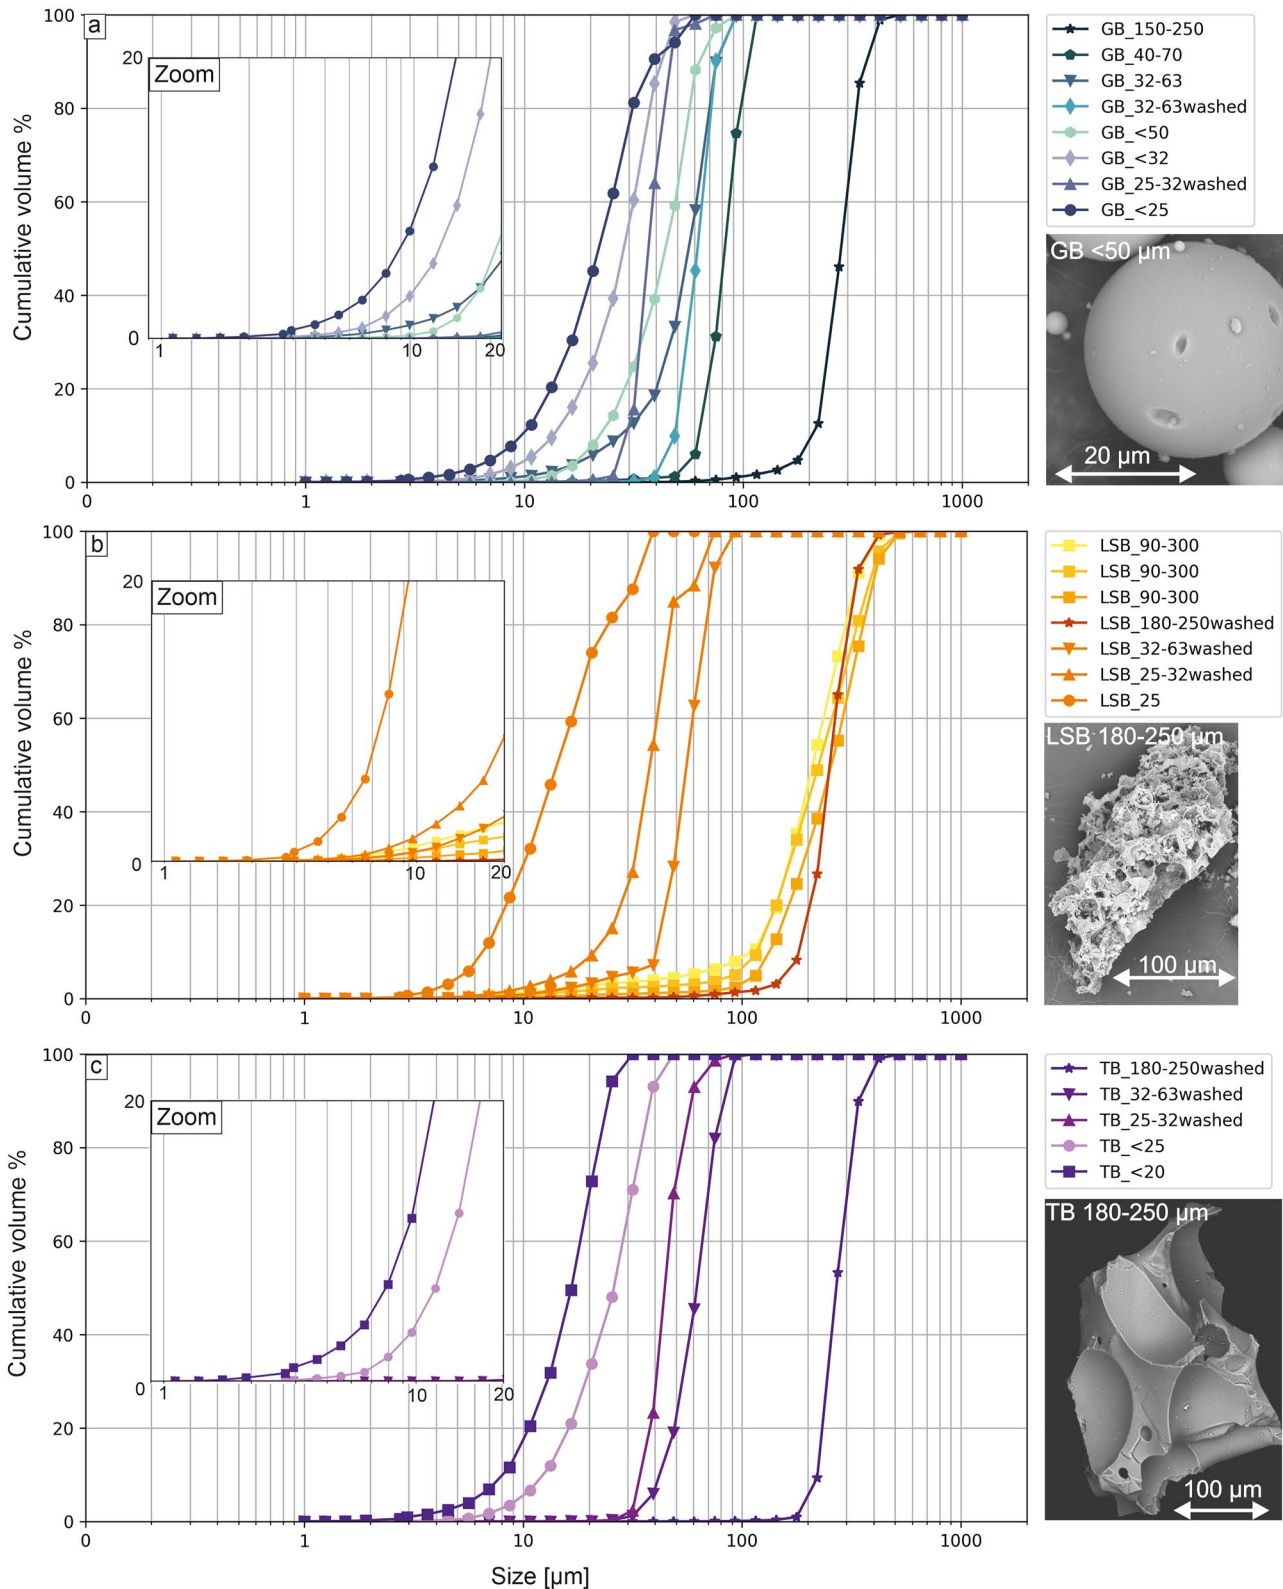 a
Cumulative volume %
100
80
60
40
20
0
Zoom
20
0
1
10
20
0
1
10
100
1000
GB_150-250
GB_40-70
GB_32-63
GB_32-63washed
GB_<50
GB_<32
GB_25-32washed
GB_<25
GB <50 µm
20 µm
b
Cumulative volume %
100
80
60
40
20
0
Zoom
20
0
1
10
20
0
1
10
100
1000
LSB_90-300
LSB_90-300
LSB_90-300
LSB_180-250washed
LSB_32-63washed
LSB_25-32washed
LSB_25
LSB 180-250 µm
100 µm
c
Cumulative volume %
100
80
60
40
20
0
Zoom
20
0
1
10
20
0
1
10
100
1000
Size [µm]
TB_180-250washed
TB_32-63washed
TB_25-32washed
TB_<25
TB_<20
TB 180-250 µm
100 µm